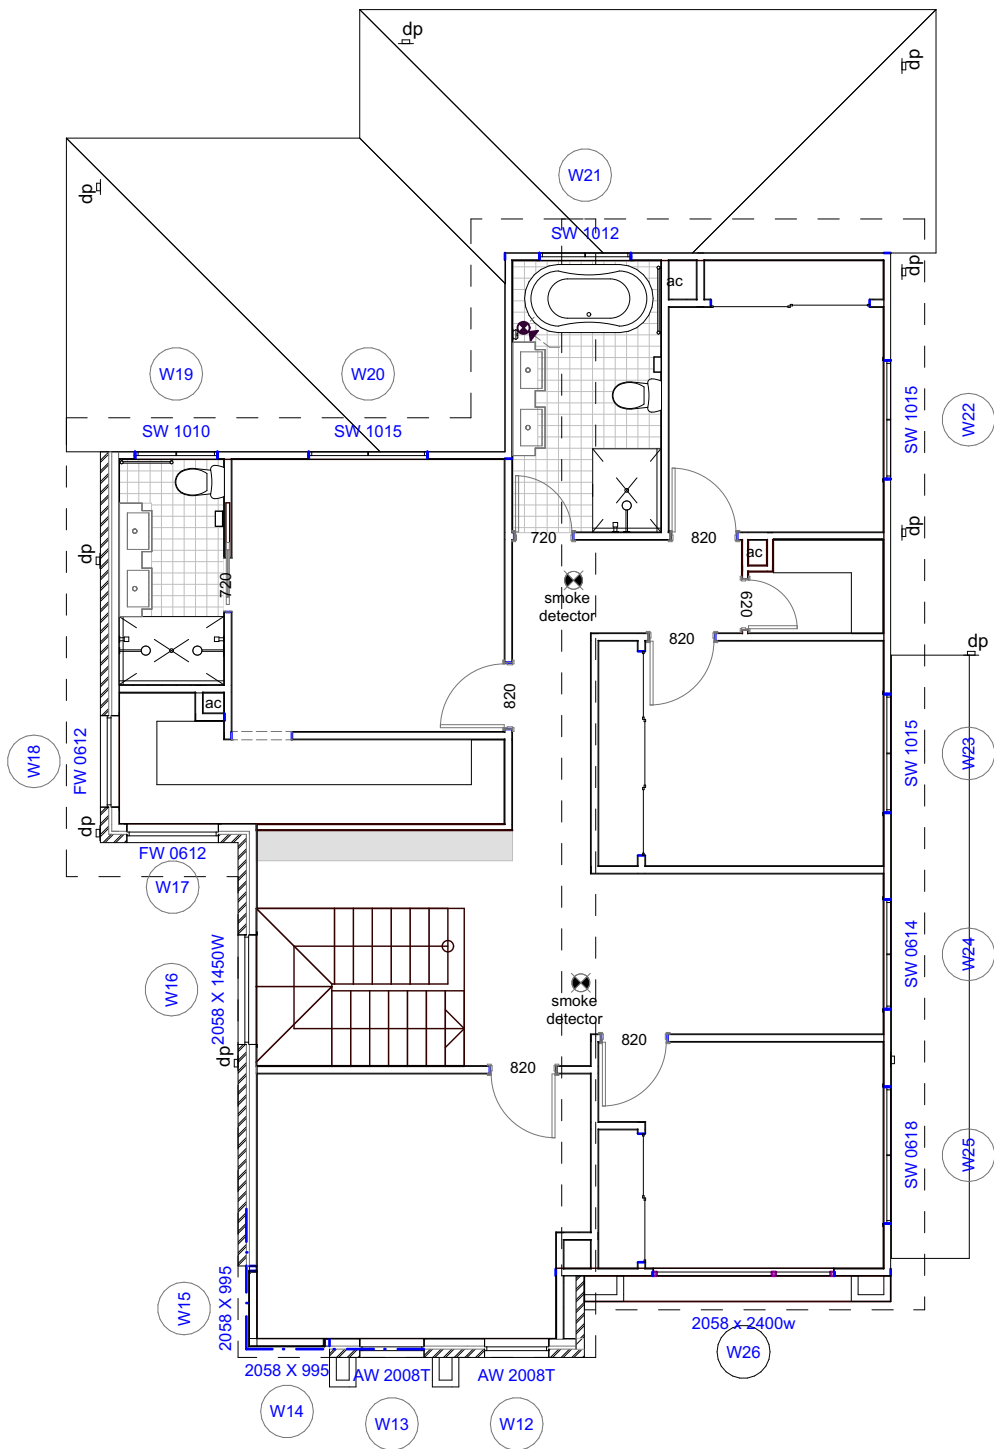 dp
dp
W21
dp
SW 1012
dp
ac
W19
W20
SW 1015
W22
SW 1010
SW 1015
720
820
dp
dp
ac
720
smoke
detector
620
820
dp
820
ac
W18
FW 0612
SW 1015
W23
dp
FW 0612
W17
2058 X 1450W
SW 0614
W24
W16
smoke
detector
820
dp
820
SW 0618
W25
W15
2058 X 995
2058 x 2400w
W26
2058 X 995
AW 2008T
AW 2008T
W14
W13
W12